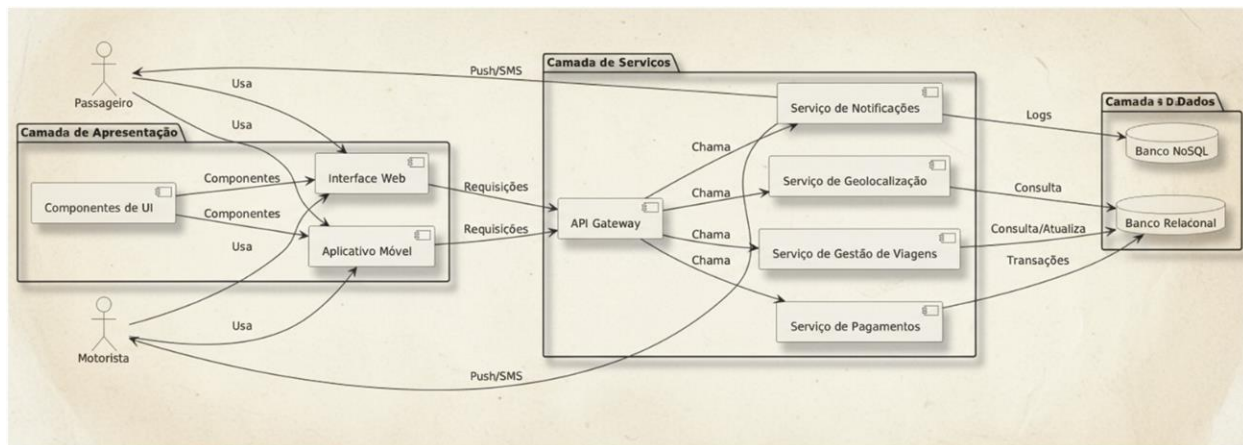 Passageiro
Usa
Usa
Push/SMS
Camada de Apresentação
Componentes de UI
Componentes
Componentes
Interface Web
Aplicativo Móvel
Usa
Usa
Motorista
Requisições
Requisições
Push/SMS
Camada de Serviços
API Gateway
Chama
Chama
Chama
Chama
Serviço de Notificações
Serviço de Geolocalização
Serviço de Gestão de Viagens
Serviço de Pagamentos
Logs
Consulta
Consulta/Atualiza
Transações
Camada Dados
Banco NoSQL
Banco Relaconal